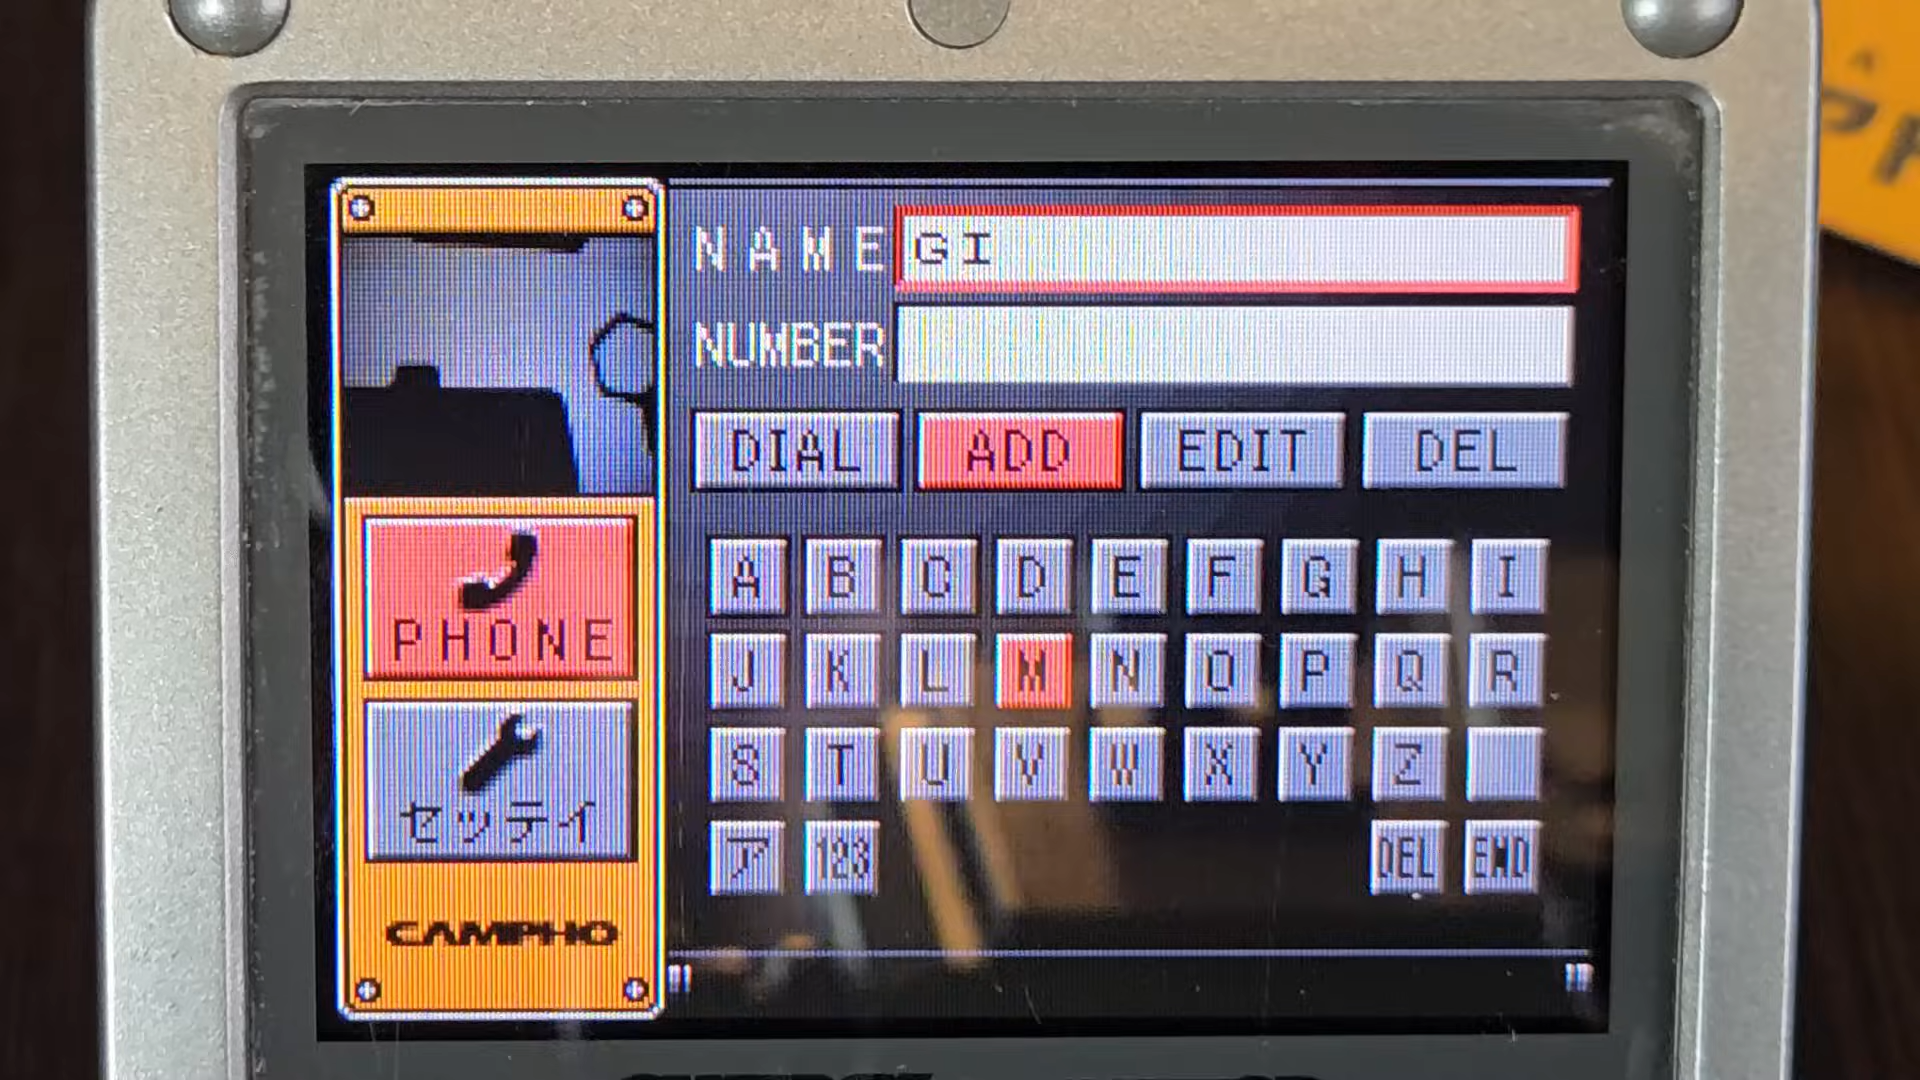 NAME GI
NUMBER
DIAL ADD EDIT DEL
A B C D E F G H I
PHONE
J K L M N O P Q R
S T U V W X Y Z
セッテイ
ア 123 DEL END
CAMPHO